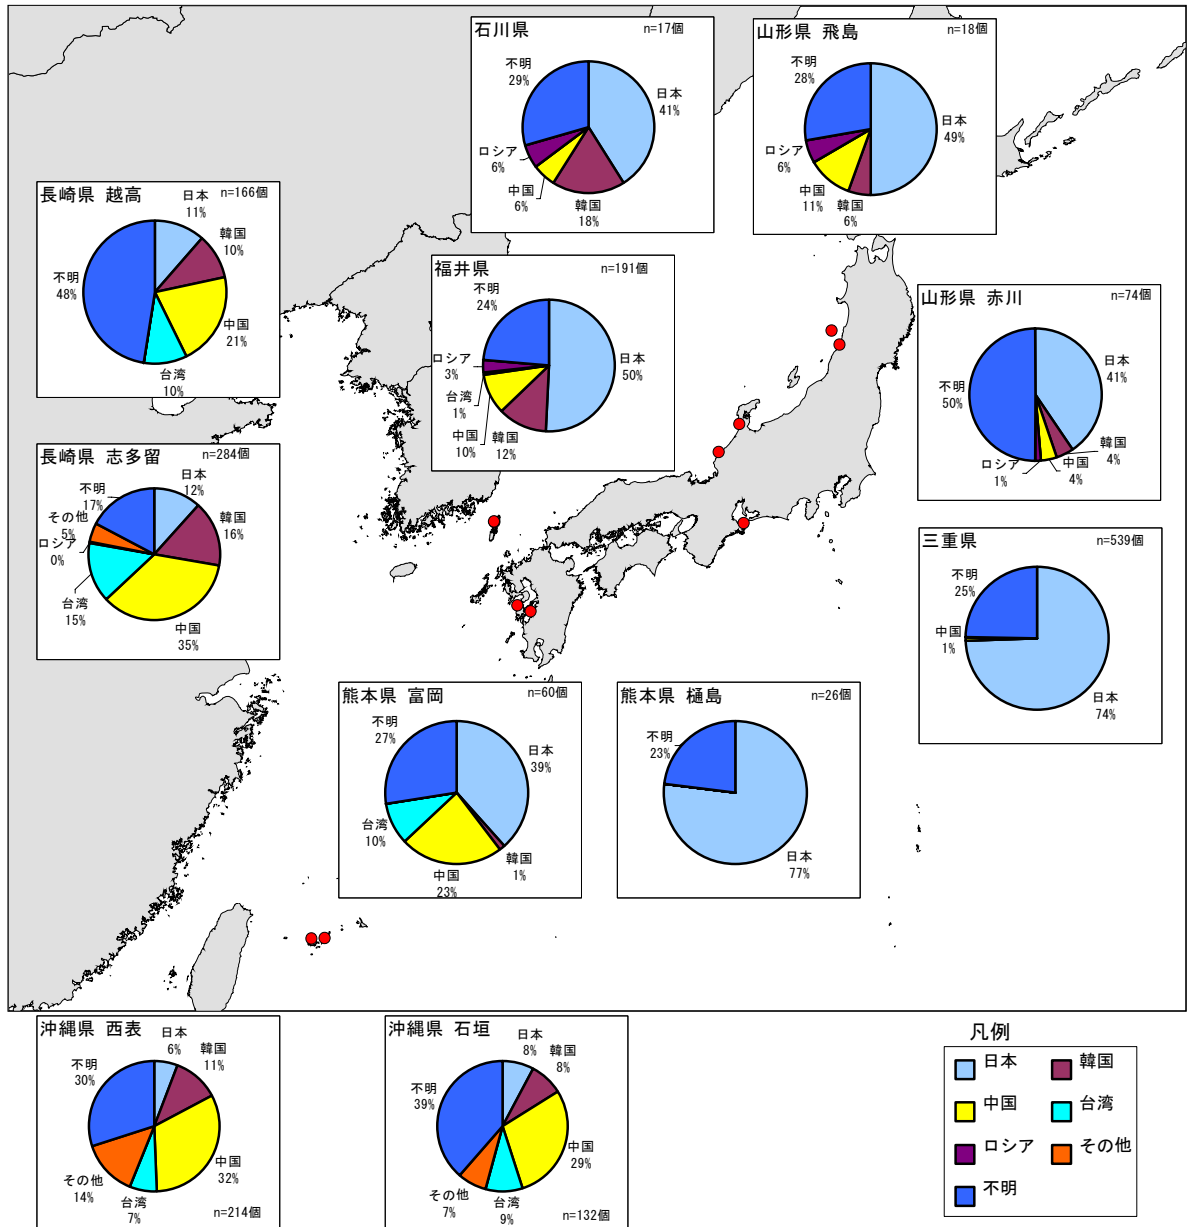 石川県 n=17個
不明
29%
日本
41%
ロシア
6%
中国
6%
韓国
18%
山形県 飛島 n=18個
不明
28%
日本
49%
ロシア
6%
中国
11%
韓国
6%
長崎県 越高 n=166個
日本
11%
韓国
10%
不明
48%
中国
21%
台湾
10%
福井県 n=191個
不明
24%
日本
50%
ロシア
3%
台湾
1%
中国
10%
韓国
12%
山形県 赤川 n=74個
日本
41%
不明
50%
韓国
4%
ロシア
1%
中国
4%
長崎県 志多留 n=284個
日本
12%
不明
17%
韓国
16%
その他
5%
ロシア
0%
台湾
15%
中国
35%
三重県 n=539個
不明
25%
中国
1%
日本
74%
熊本県 富岡 n=60個
不明
27%
日本
39%
台湾
10%
韓国
1%
中国
23%
熊本県 樋島 n=26個
不明
23%
日本
77%
沖縄県 西表
日本
6%
韓国
11%
不明
30%
中国
32%
その他
14%
台湾
7%
n=214個
沖縄県 石垣
日本
8%
韓国
8%
不明
39%
中国
29%
その他
7%
台湾
9%
n=132個
凡例
日本 韓国
中国 台湾
ロシア その他
不明